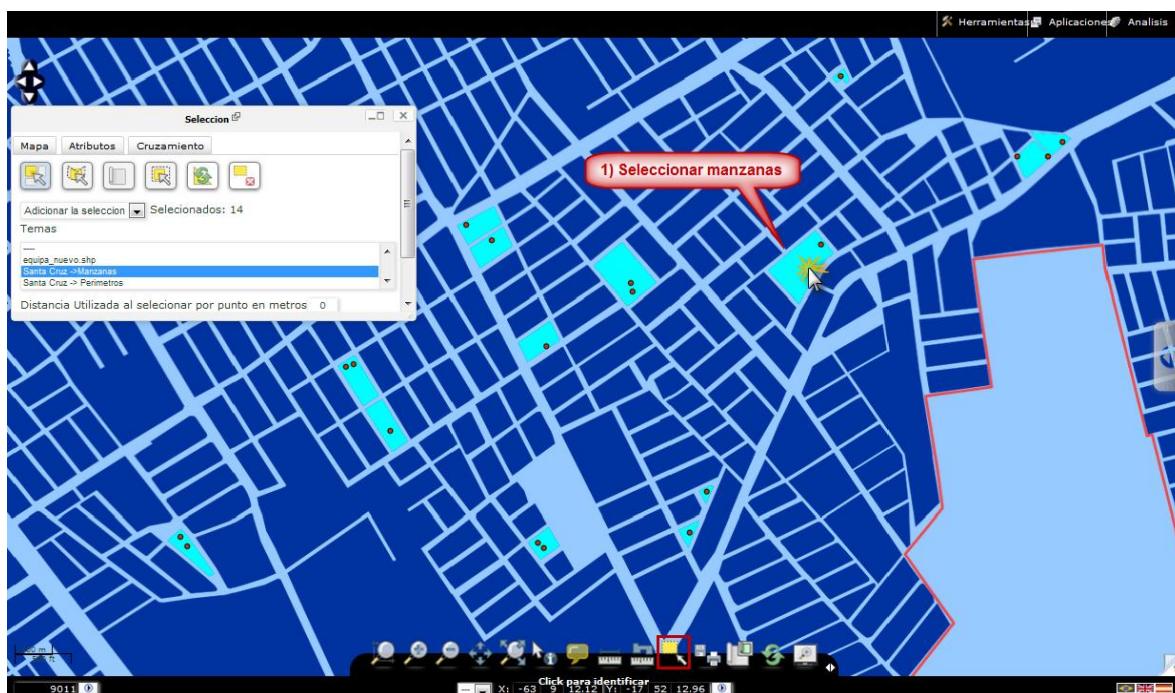 Herramientas Aplicaciones Analisis
Seleccion
Mapa Atributos Cruzamiento
Adicionar la seleccion Selecionados: 14
Temas
----
equipa_nuevo.shp
Santa Cruz ->Manzanas
Santa Cruz -> Perimetros
Distancia Utilizada al selecionar por punto en metros 0
1) Seleccionar manzanas
Click para identificar
9011 --- X: -63 9 12.12 Y: -17 52 12.96